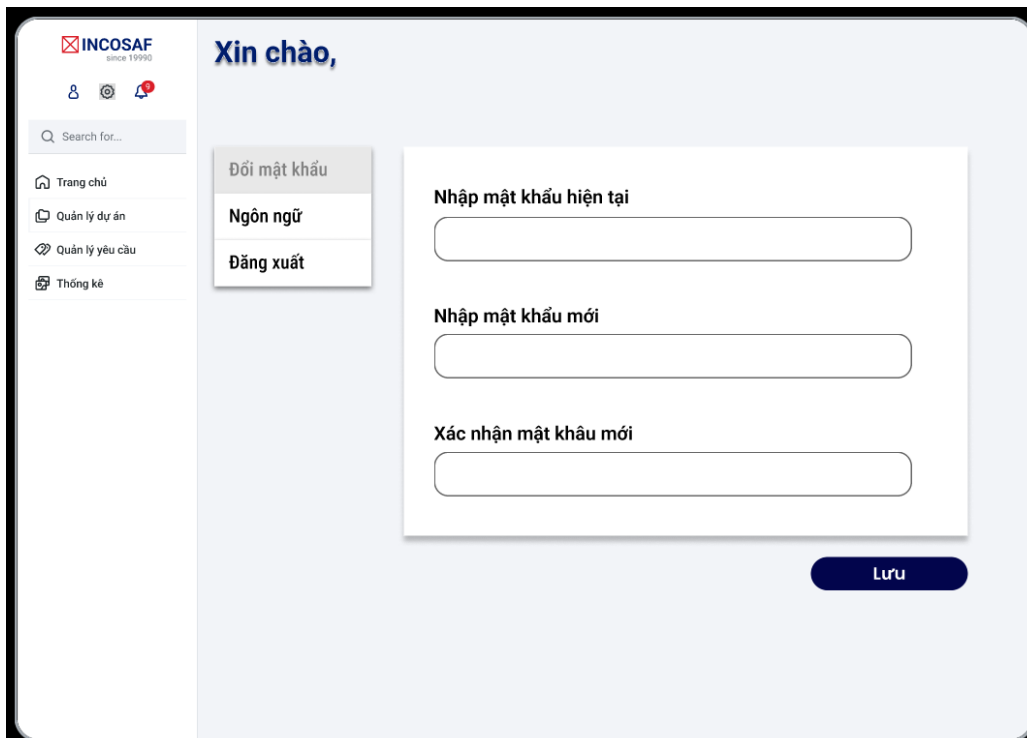 INCOSAF
since 19990
9
Search for...
Trang chủ
Quản lý dự án
Quản lý yêu cầu
Thống kê
Xin chào,
Đổi mật khẩu
Ngôn ngữ
Đăng xuất
Nhập mật khẩu hiện tại
Nhập mật khẩu mới
Xác nhận mật khâu mới
Lưu